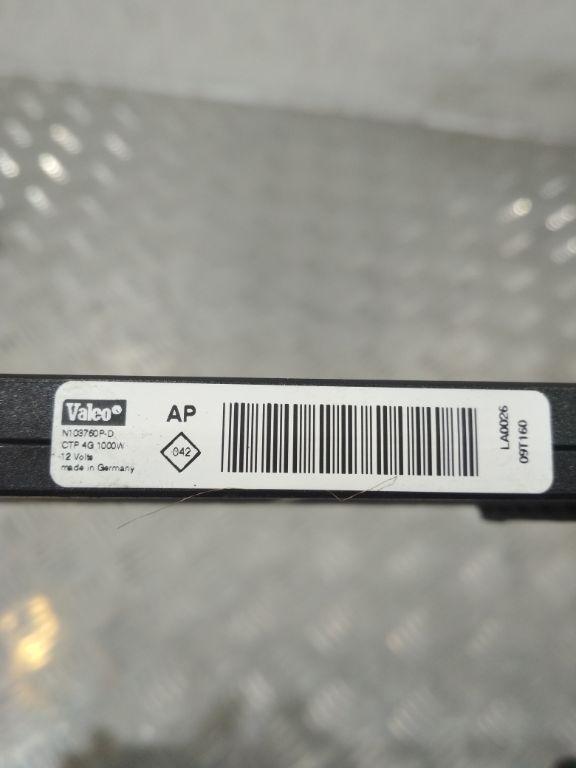 Valeo
N103760P-D
CTP 4G 1000W
12 Volts
made in Germany
AP
042
LA0026
09T160